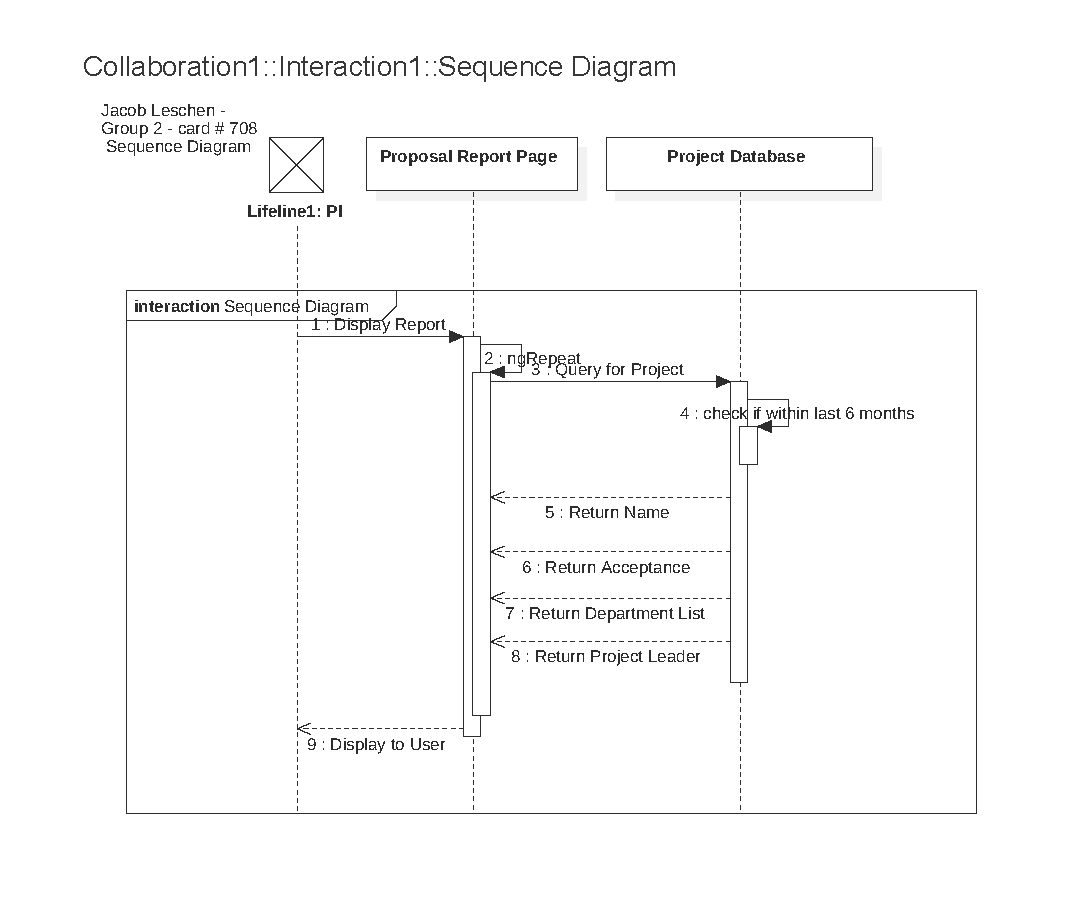 Collaboration1::Interaction1::Sequence Diagram
Jacob Leschen -
Group 2 - card # 708
Sequence Diagram
Proposal Report Page
Project Database
Lifeline1: PI
interaction Sequence Diagram
1 : Display Report
2 : ngRepeat
3 : Query for Project
4 : check if within last 6 months
5 : Return Name
6 : Return Acceptance
7 : Return Department List
8 : Return Project Leader
9 : Display to User